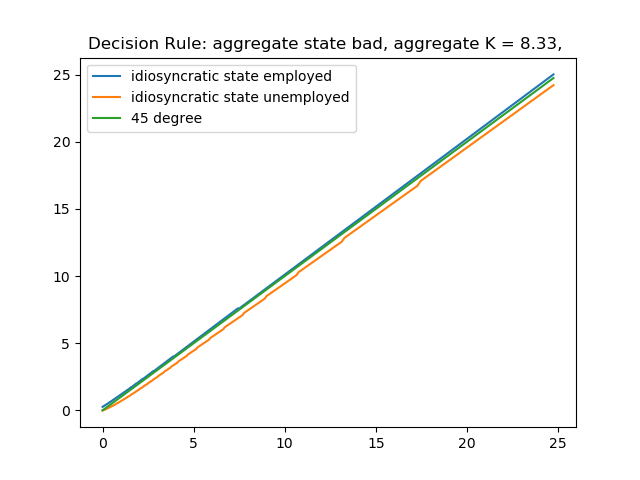 Decision Rule: aggregate state bad, aggregate K = 8.33,
idiosyncratic state employed
idiosyncratic state unemployed
45 degree
25
20
15
10
5
0
0 5 10 15 20 25